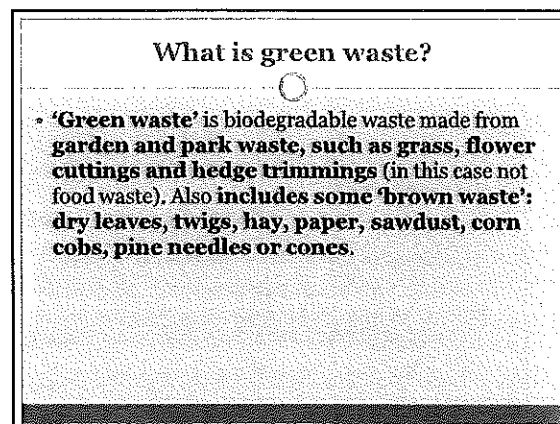 What is green waste?
• ‘Green waste’ is biodegradable waste made from
garden and park waste, such as grass, flower
cuttings and hedge trimmings (in this case not
food waste). Also includes some ‘brown waste’:
dry leaves, twigs, hay, paper, sawdust, corn
cobs, pine needles or cones.